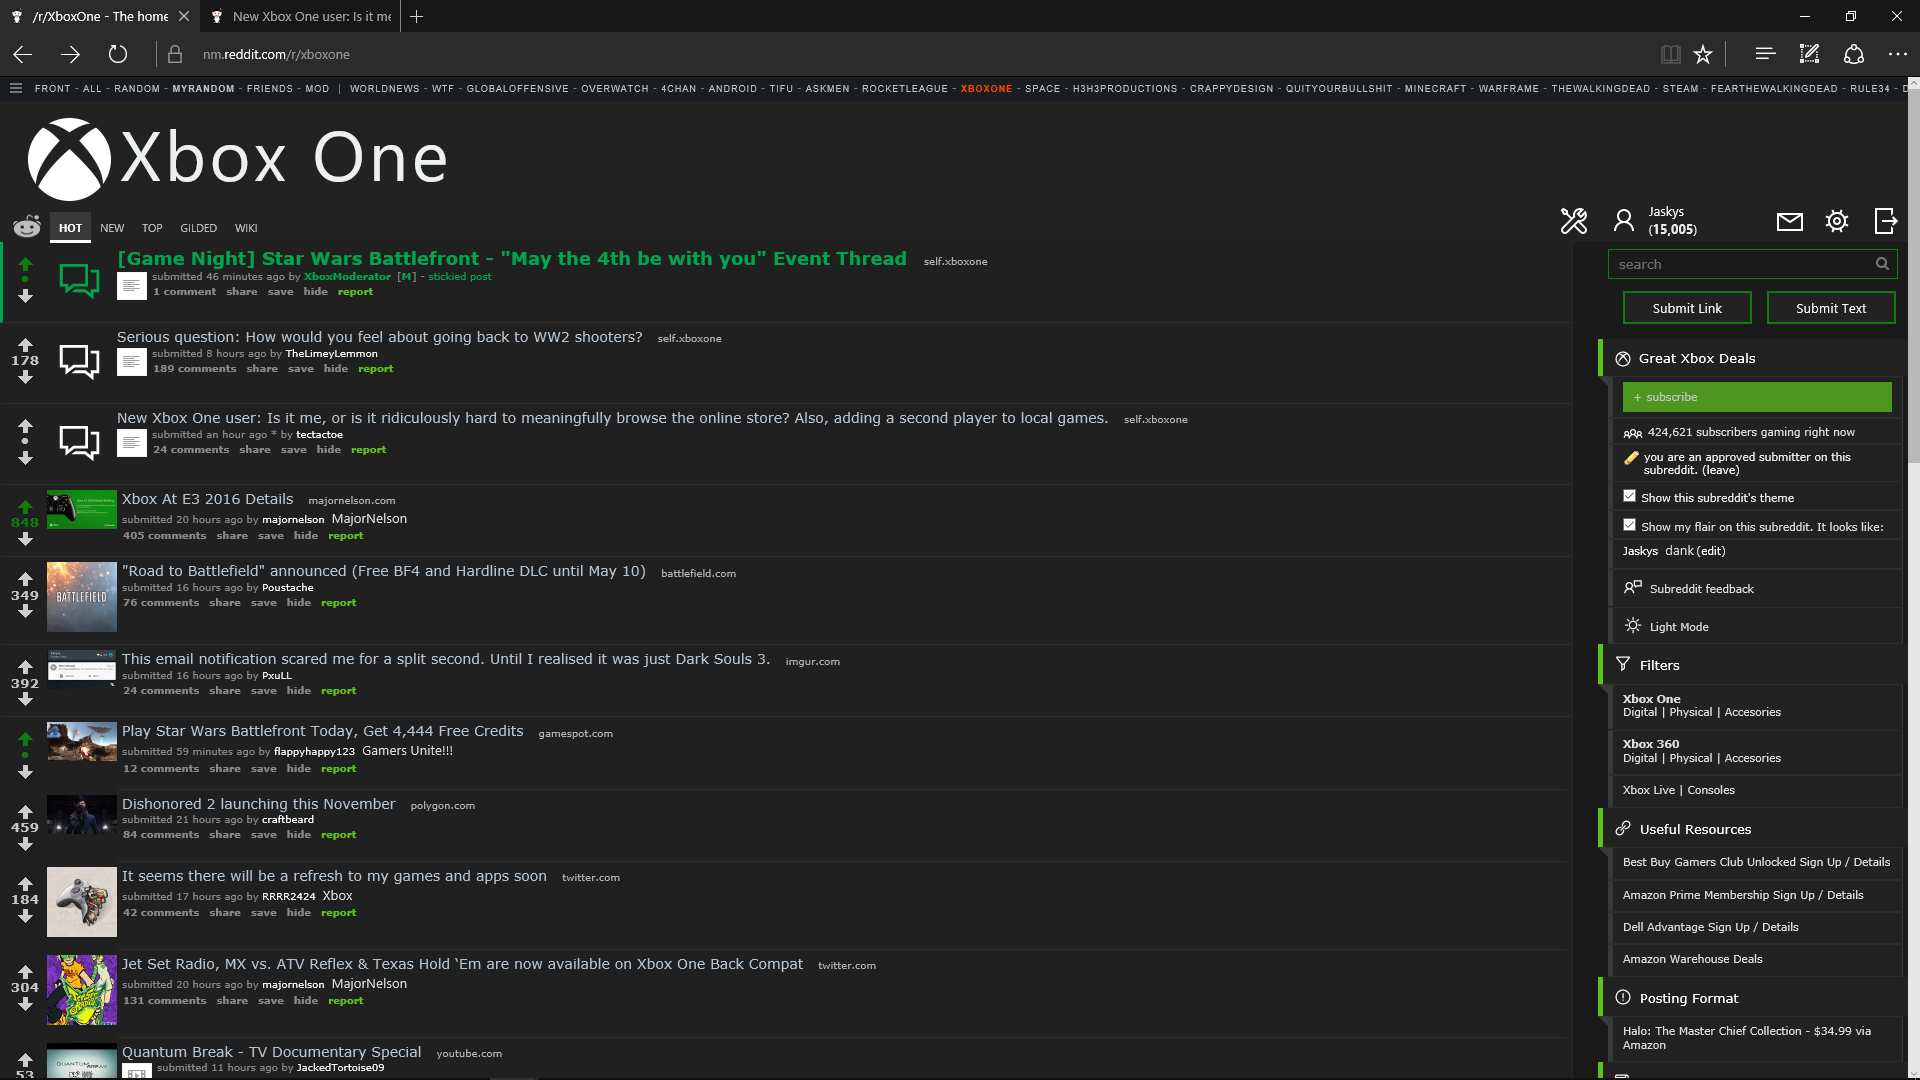 /r/XboxOne - The home
New Xbox One user: Is it me
nm.reddit.com/r/xboxone
FRONT - ALL - RANDOM - MYRANDOM - FRIENDS - MOD | WORLDNEWS - WTF - GLOBALOFFENSIVE - OVERWATCH - 4CHAN - ANDROID - TIFU - ASKMEN - ROCKETLEAGUE - XBOXONE - SPACE - H3H3PRODUCTIONS - CRAPPYDESIGN - QUITYOURBULLSHIT - MINECRAFT - WARFRAME - THEWALKINGDEAD - STEAM - FEARTHEWALKINGDEAD - RULE34 - D
Xbox One
HOT NEW TOP GILDED WIKI
Jaskys
(15,005)
[Game Night] Star Wars Battlefront - "May the 4th be with you" Event Thread self.xboxone
submitted 46 minutes ago by XboxModerator [M] - stickied post
1 comment share save hide report
Serious question: How would you feel about going back to WW2 shooters? self.xboxone
178
submitted 8 hours ago by TheLimeyLemmon
189 comments share save hide report
New Xbox One user: Is it me, or is it ridiculously hard to meaningfully browse the online store? Also, adding a second player to local games. self.xboxone
submitted an hour ago * by tectactoe
24 comments share save hide report
Xbox At E3 2016 Details majornelson.com
848
submitted 20 hours ago by majornelson MajorNelson
405 comments share save hide report
"Road to Battlefield" announced (Free BF4 and Hardline DLC until May 10) battlefield.com
349
BATTLEFIELD
submitted 16 hours ago by Poustache
76 comments share save hide report
This email notification scared me for a split second. Until I realised it was just Dark Souls 3. imgur.com
392
submitted 16 hours ago by PxuLL
24 comments share save hide report
Play Star Wars Battlefront Today, Get 4,444 Free Credits gamespot.com
submitted 59 minutes ago by flappyhappy123 Gamers Unite!!!
12 comments share save hide report
Dishonored 2 launching this November polygon.com
459
submitted 21 hours ago by craftbeard
84 comments share save hide report
It seems there will be a refresh to my games and apps soon twitter.com
184
submitted 17 hours ago by RRRR2424 Xbox
42 comments share save hide report
Jet Set Radio, MX vs. ATV Reflex & Texas Hold ‘Em are now available on Xbox One Back Compat twitter.com
304
submitted 20 hours ago by majornelson MajorNelson
131 comments share save hide report
Quantum Break - TV Documentary Special youtube.com
53
QUANTUM BREAK
submitted 11 hours ago by JackedTortoise09
search
Submit Link
Submit Text
Great Xbox Deals
+ subscribe
424,621 subscribers gaming right now
you are an approved submitter on this
subreddit. (leave)
Show this subreddit's theme
Show my flair on this subreddit. It looks like:
Jaskys dank (edit)
Subreddit feedback
Light Mode
Filters
Xbox One
Digital | Physical | Accesories
Xbox 360
Digital | Physical | Accesories
Xbox Live | Consoles
Useful Resources
Best Buy Gamers Club Unlocked Sign Up / Details
Amazon Prime Membership Sign Up / Details
Dell Advantage Sign Up / Details
Amazon Warehouse Deals
Posting Format
Halo: The Master Chief Collection - $34.99 via
Amazon